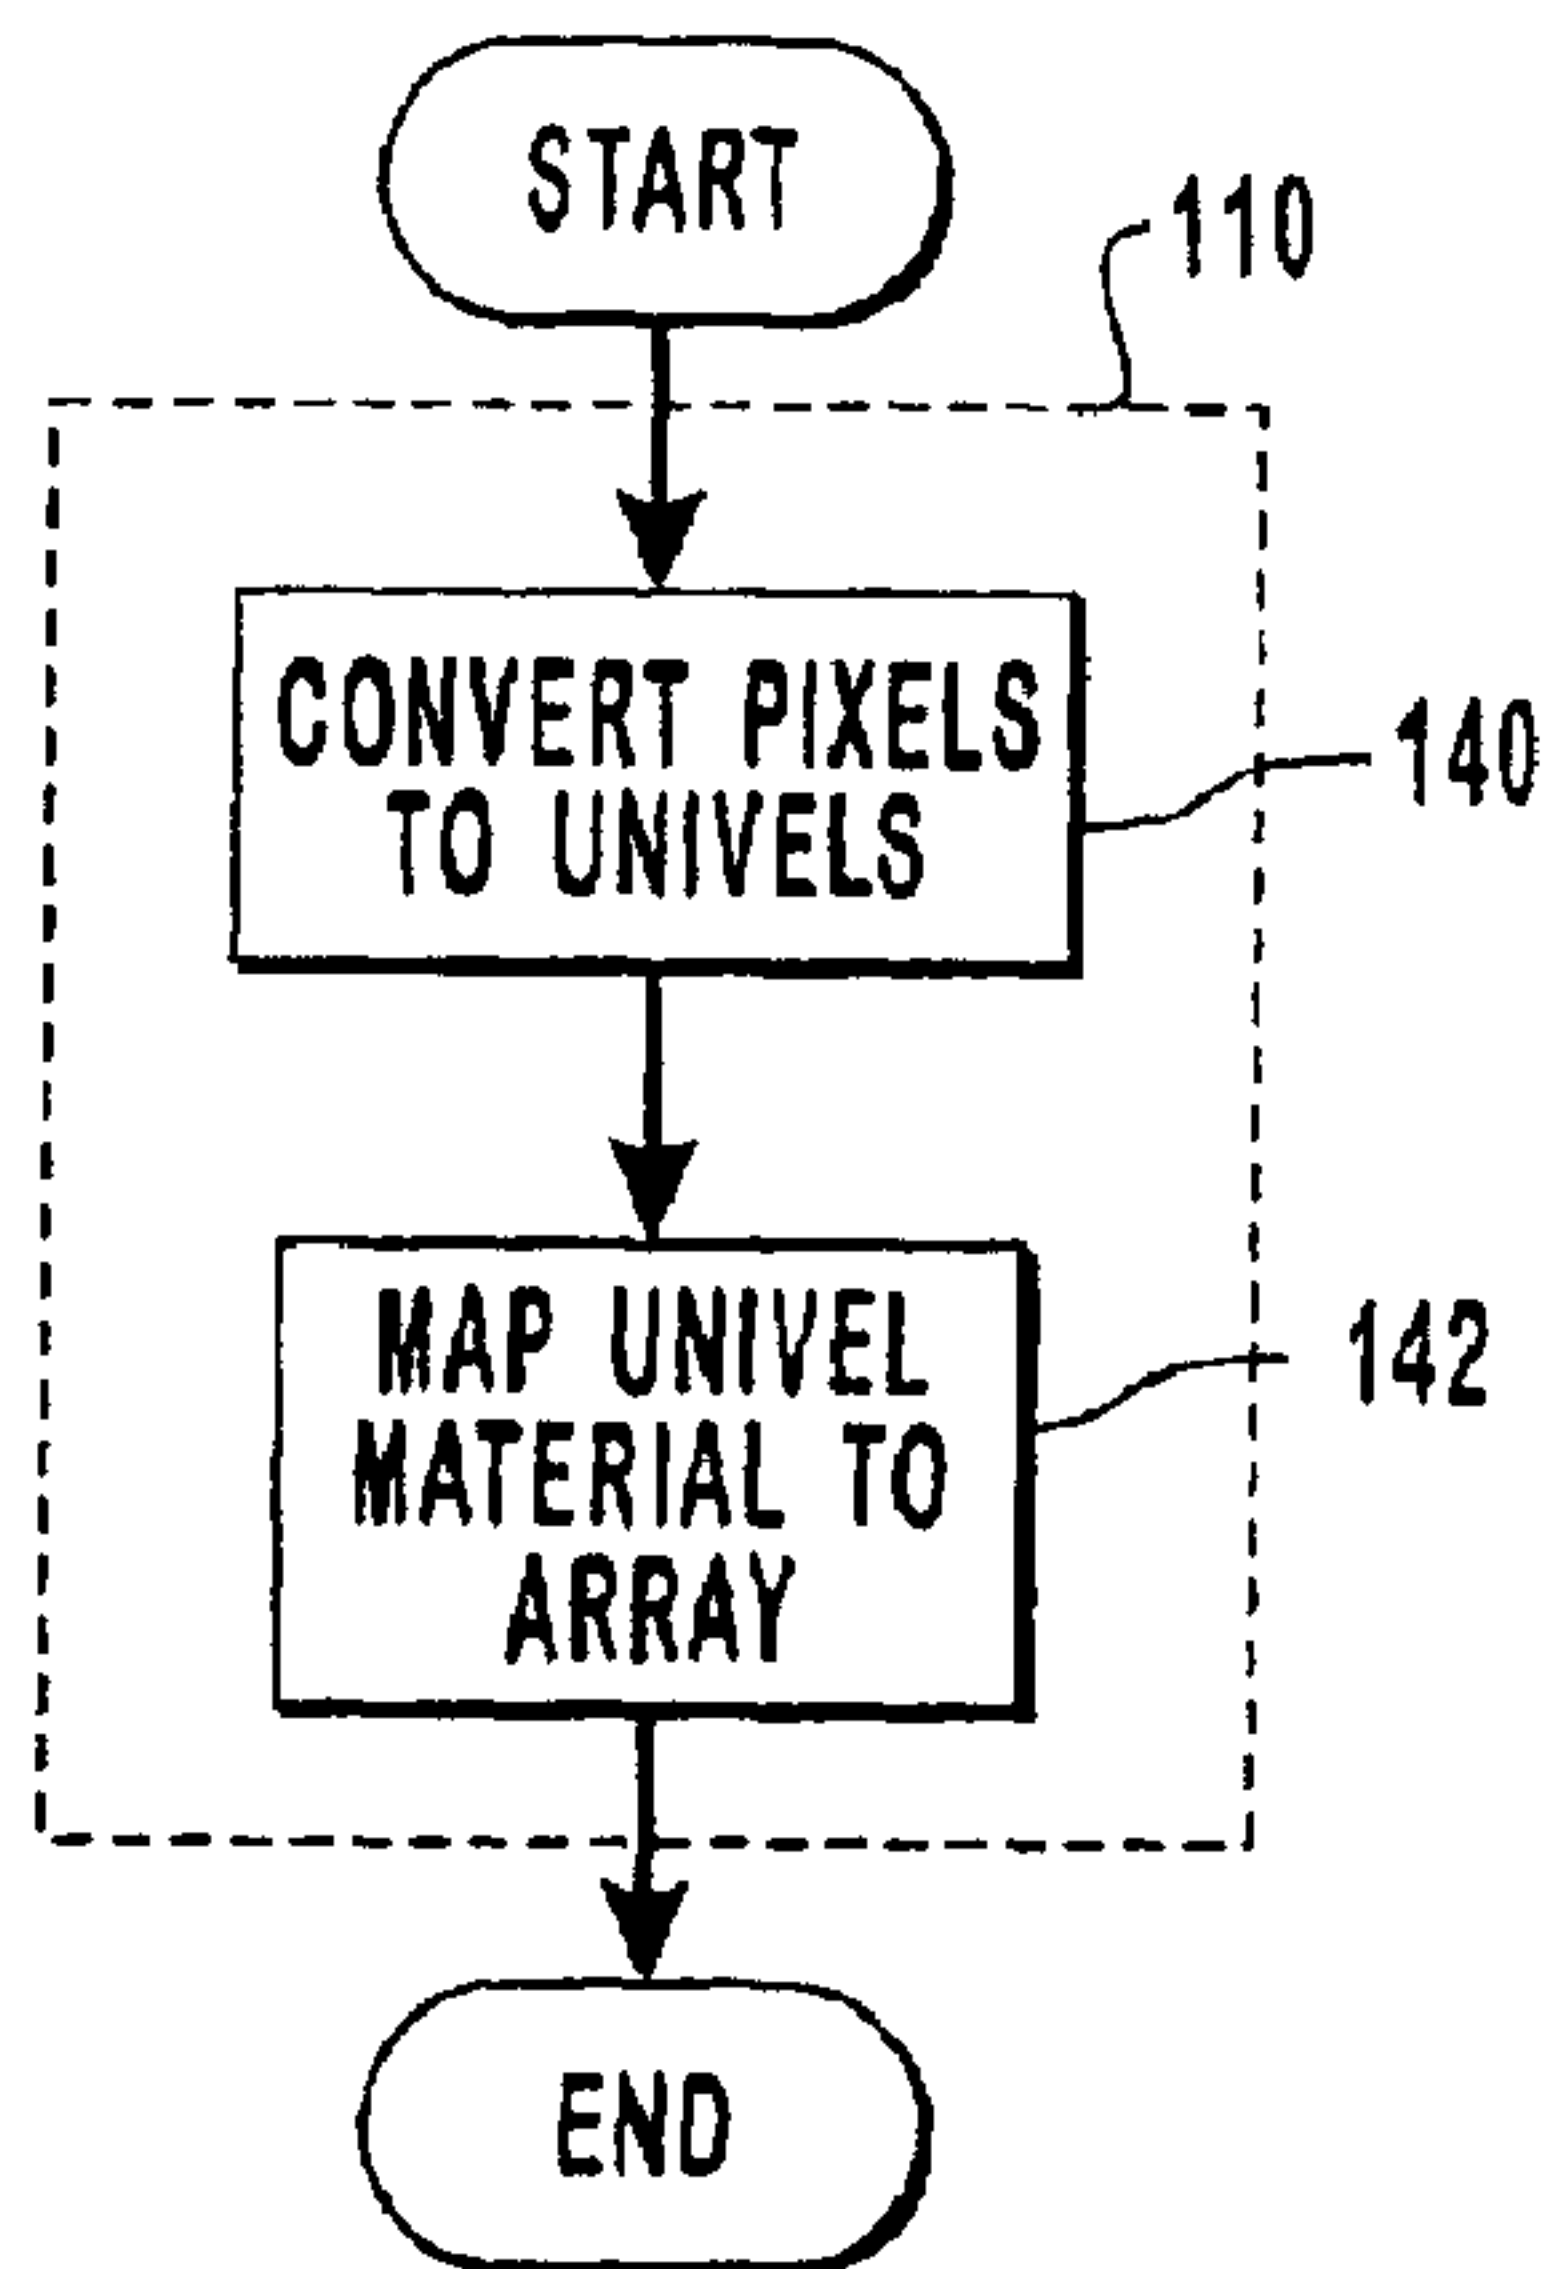 START
110
CONVERT PIXELS
TO UNIVELS
140
MAP UNIVEL
MATERIAL TO
ARRAY
142
END